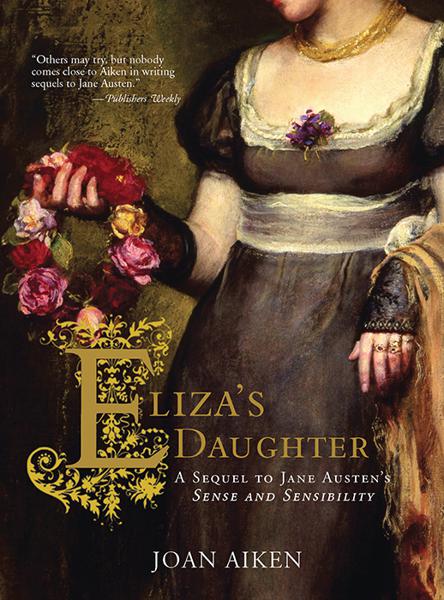 “Others may try, but nobody
comes close to Aiken in writing
sequels to Jane Austen.”
—Publishers Weekly
ELIZA’S
DAUGHTER
A SEQUEL TO JANE AUSTEN’S
SENSE AND SENSIBILITY
JOAN AIKEN